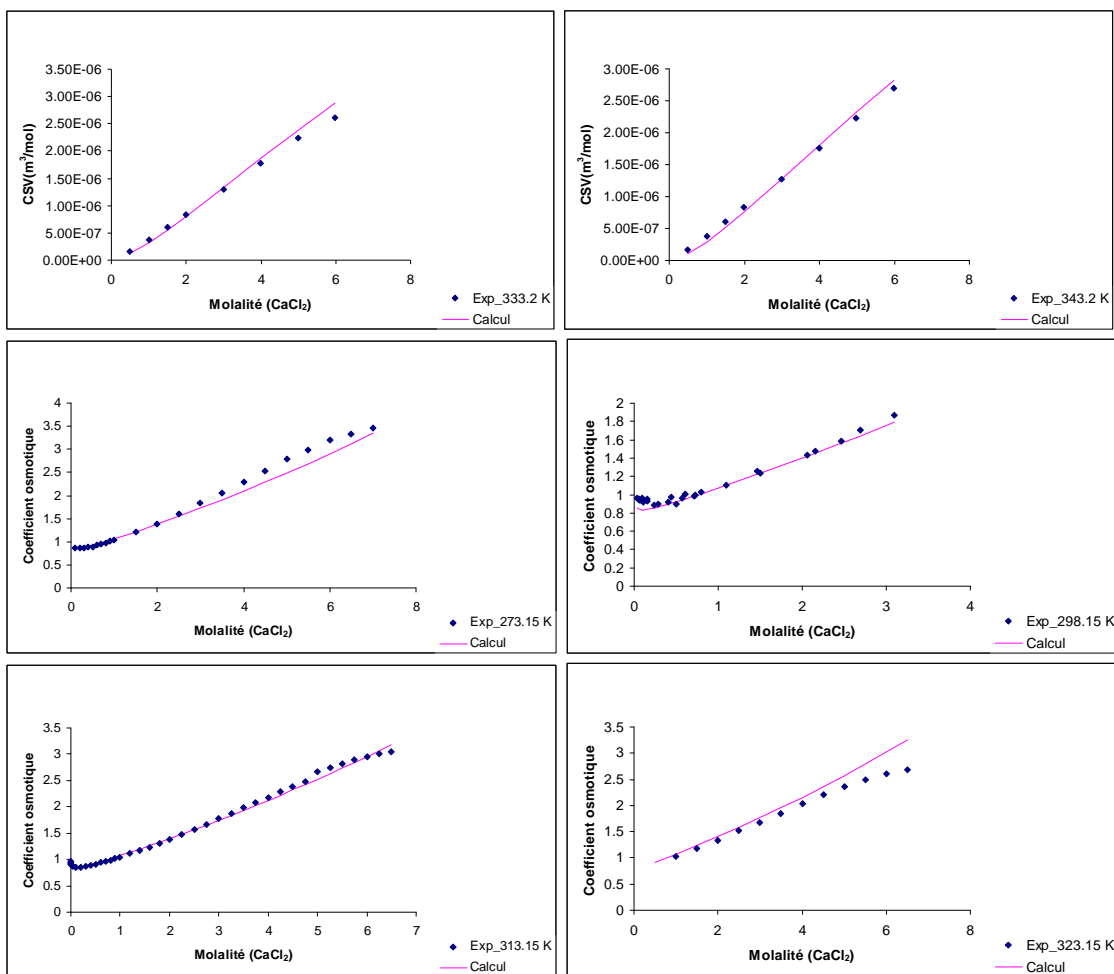 3.50E-06
3.00E-06
2.50E-06
2.00E-06
1.50E-06
1.00E-06
5.00E-07
0.00E+00
CSV(m³/mol)
0 2 4 6 8
Molalité (CaCl₂)
Exp_333.2 K
Calcul
3.00E-06
2.50E-06
2.00E-06
1.50E-06
1.00E-06
5.00E-07
0.00E+00
CSV(m³/mol)
0 2 4 6 8
Molalité (CaCl₂)
Exp_343.2 K
Calcul
4
3.5
3
2.5
2
1.5
1
0.5
0
Coefficient osmotique
0 2 4 6 8
Molalité (CaCl₂)
Exp_273.15 K
Calcul
2
1.8
1.6
1.4
1.2
1
0.8
0.6
0.4
0.2
0
Coefficient osmotique
0 1 2 3 4
Molalité (CaCl₂)
Exp_298.15 K
Calcul
3.5
3
2.5
2
1.5
1
0.5
0
Coefficient osmotique
0 1 2 3 4 5 6 7
Molalité (CaCl₂)
Exp_313.15 K
Calcul
3.5
3
2.5
2
1.5
1
0.5
0
Coefficient osmotique
0 2 4 6 8
Molalité (CaCl₂)
Exp_323.15 K
Calcul